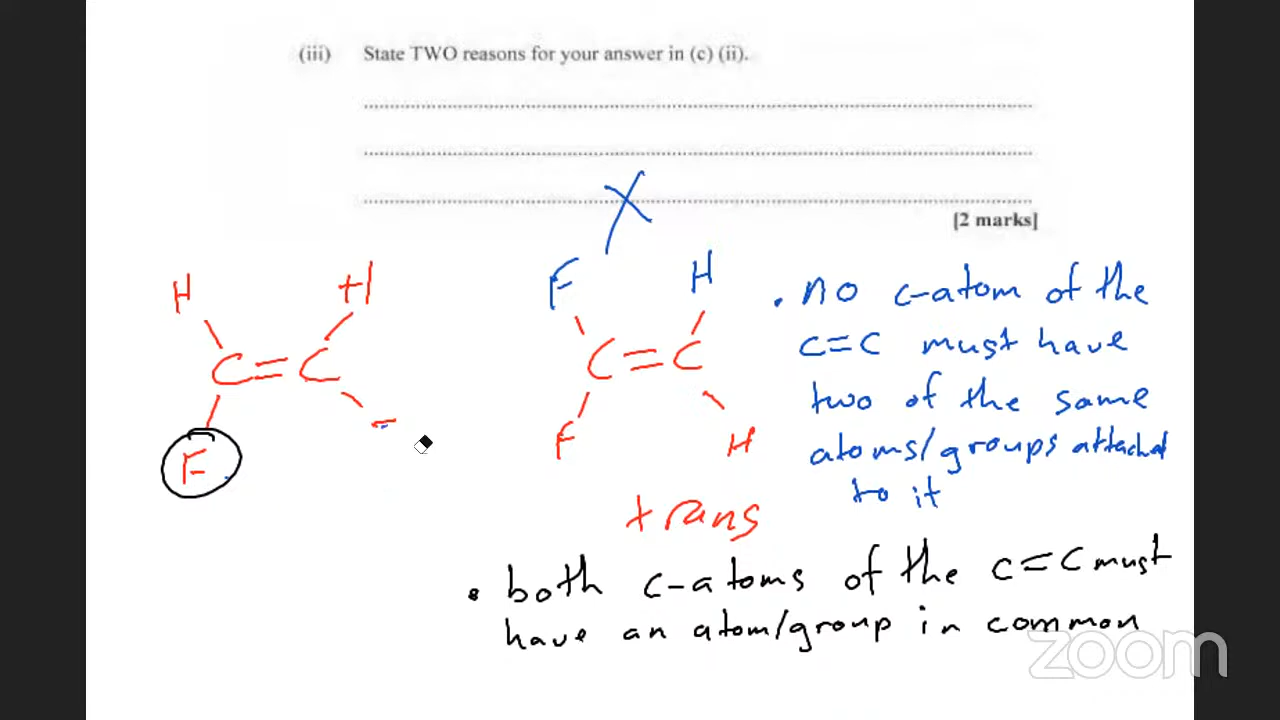 (iii) State TWO reasons for your answer in (c) (ii).
[2 marks]
H H
C=C
F
F H
C=C
F H
trans
. no c-atom of the
c=c must have
two of the same
atoms/groups attached
to it
• both c-atoms of the c=c must
have an atom/group in common
zoom